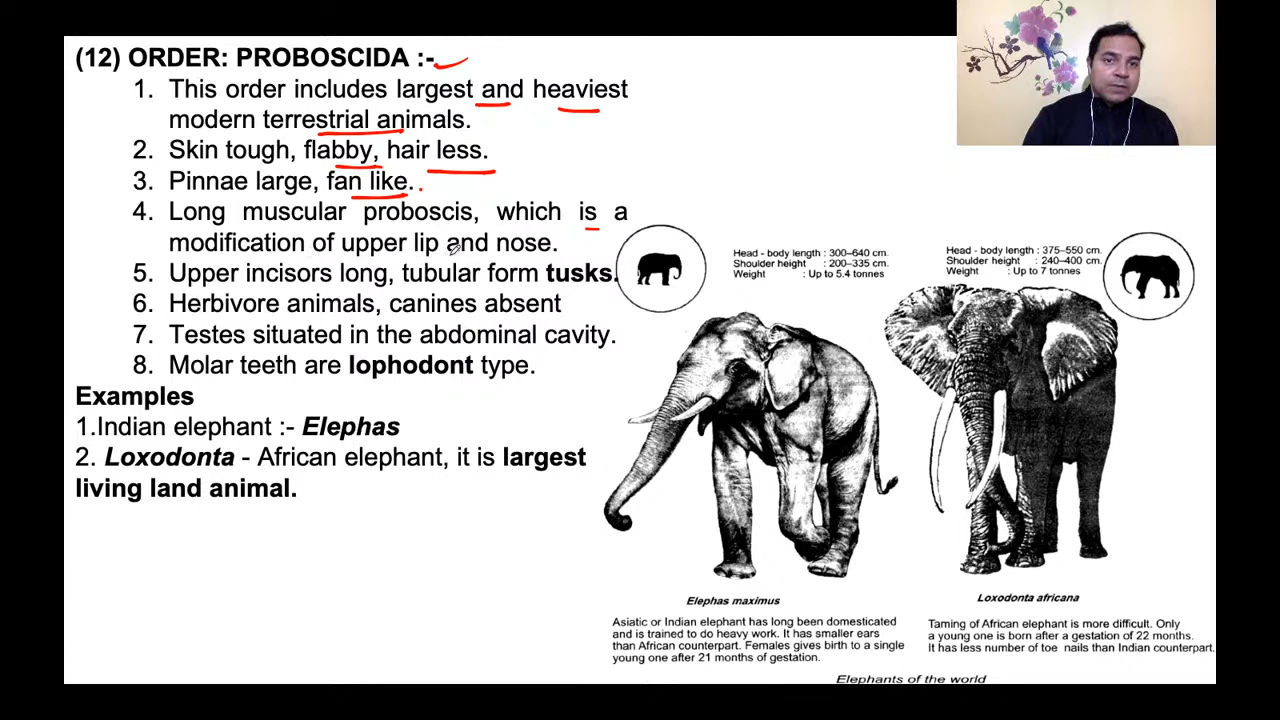 (12) ORDER: PROBOSCIDA :-
1. This order includes largest and heaviest
modern terrestrial animals.
2. Skin tough, flabby, hair less.
3. Pinnae large, fan like.
4. Long muscular proboscis, which is a
modification of upper lip and nose.
5. Upper incisors long, tubular form tusks.
6. Herbivore animals, canines absent
7. Testes situated in the abdominal cavity.
8. Molar teeth are lophodont type.
Examples
1.Indian elephant :- Elephas
2. Loxodonta - African elephant, it is largest
living land animal.
Head - body length : 300–640 cm.
Shoulder height : 200–335 cm.
Weight : Up to 5.4 tonnes
Head - body length : 375–550 cm.
Shoulder height : 240–400 cm.
Weight : Up to 7 tonnes
Elephas maximus
Asiatic or Indian elephant has long been domesticated
and is trained to do heavy work. It has smaller ears
than African counterpart. Females gives birth to a single
young one after 21 months of gestation.
Loxodonta africana
Taming of African elephant is more difficult. Only
a young one is born after a gestation of 22 months.
It has less number of toe nails than Indian counterpart.
Elephants of the world